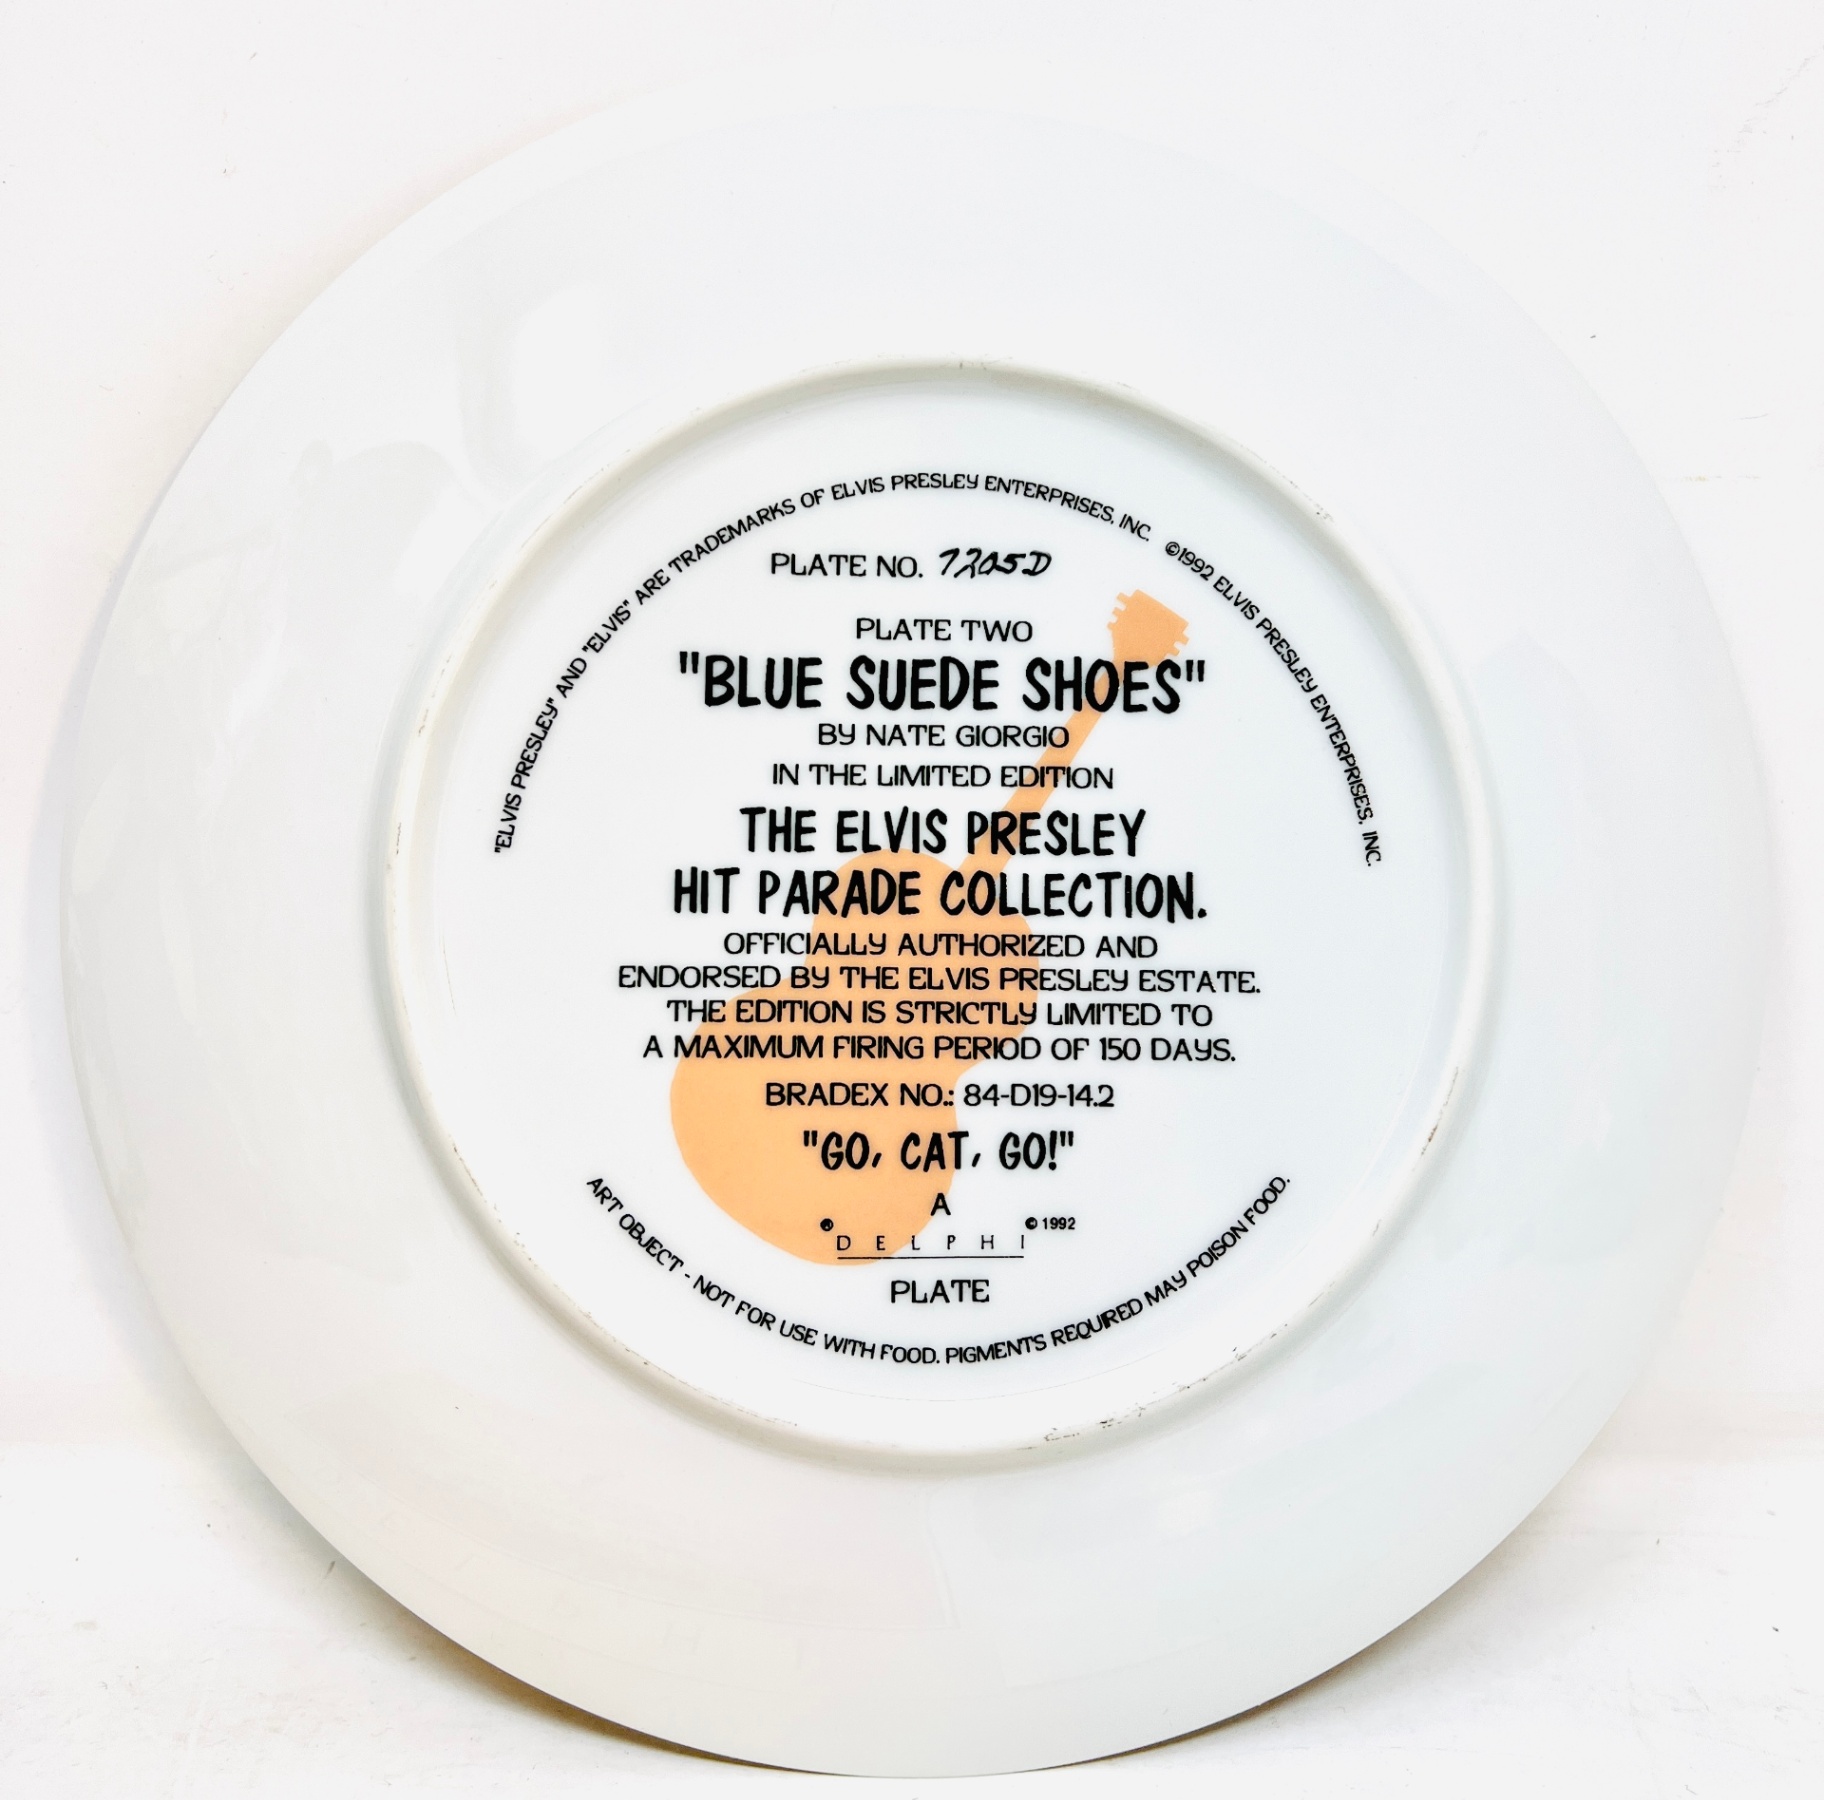 "ELVIS PRESLEY" AND "ELVIS" ARE TRADEMARKS OF ELVIS PRESLEY ENTERPRISES, INC. ©1992 ELVIS PRESLEY ENTERPRISES, INC.
PLATE NO. 7205D
PLATE TWO
"BLUE SUEDE SHOES"
BY NATE GIORGIO
IN THE LIMITED EDITION
THE ELVIS PRESLEY
HIT PARADE COLLECTION.
OFFICIALLY AUTHORIZED AND
ENDORSED BY THE ELVIS PRESLEY ESTATE.
THE EDITION IS STRICTLY LIMITED TO
A MAXIMUM FIRING PERIOD OF 150 DAYS.
BRADEX NO.: 84-D19-14.2
"GO, CAT, GO!"
A
® DELPHI © 1992
PLATE
ART OBJECT - NOT FOR USE WITH FOOD. PIGMENTS REQUIRED MAY POISON FOOD.